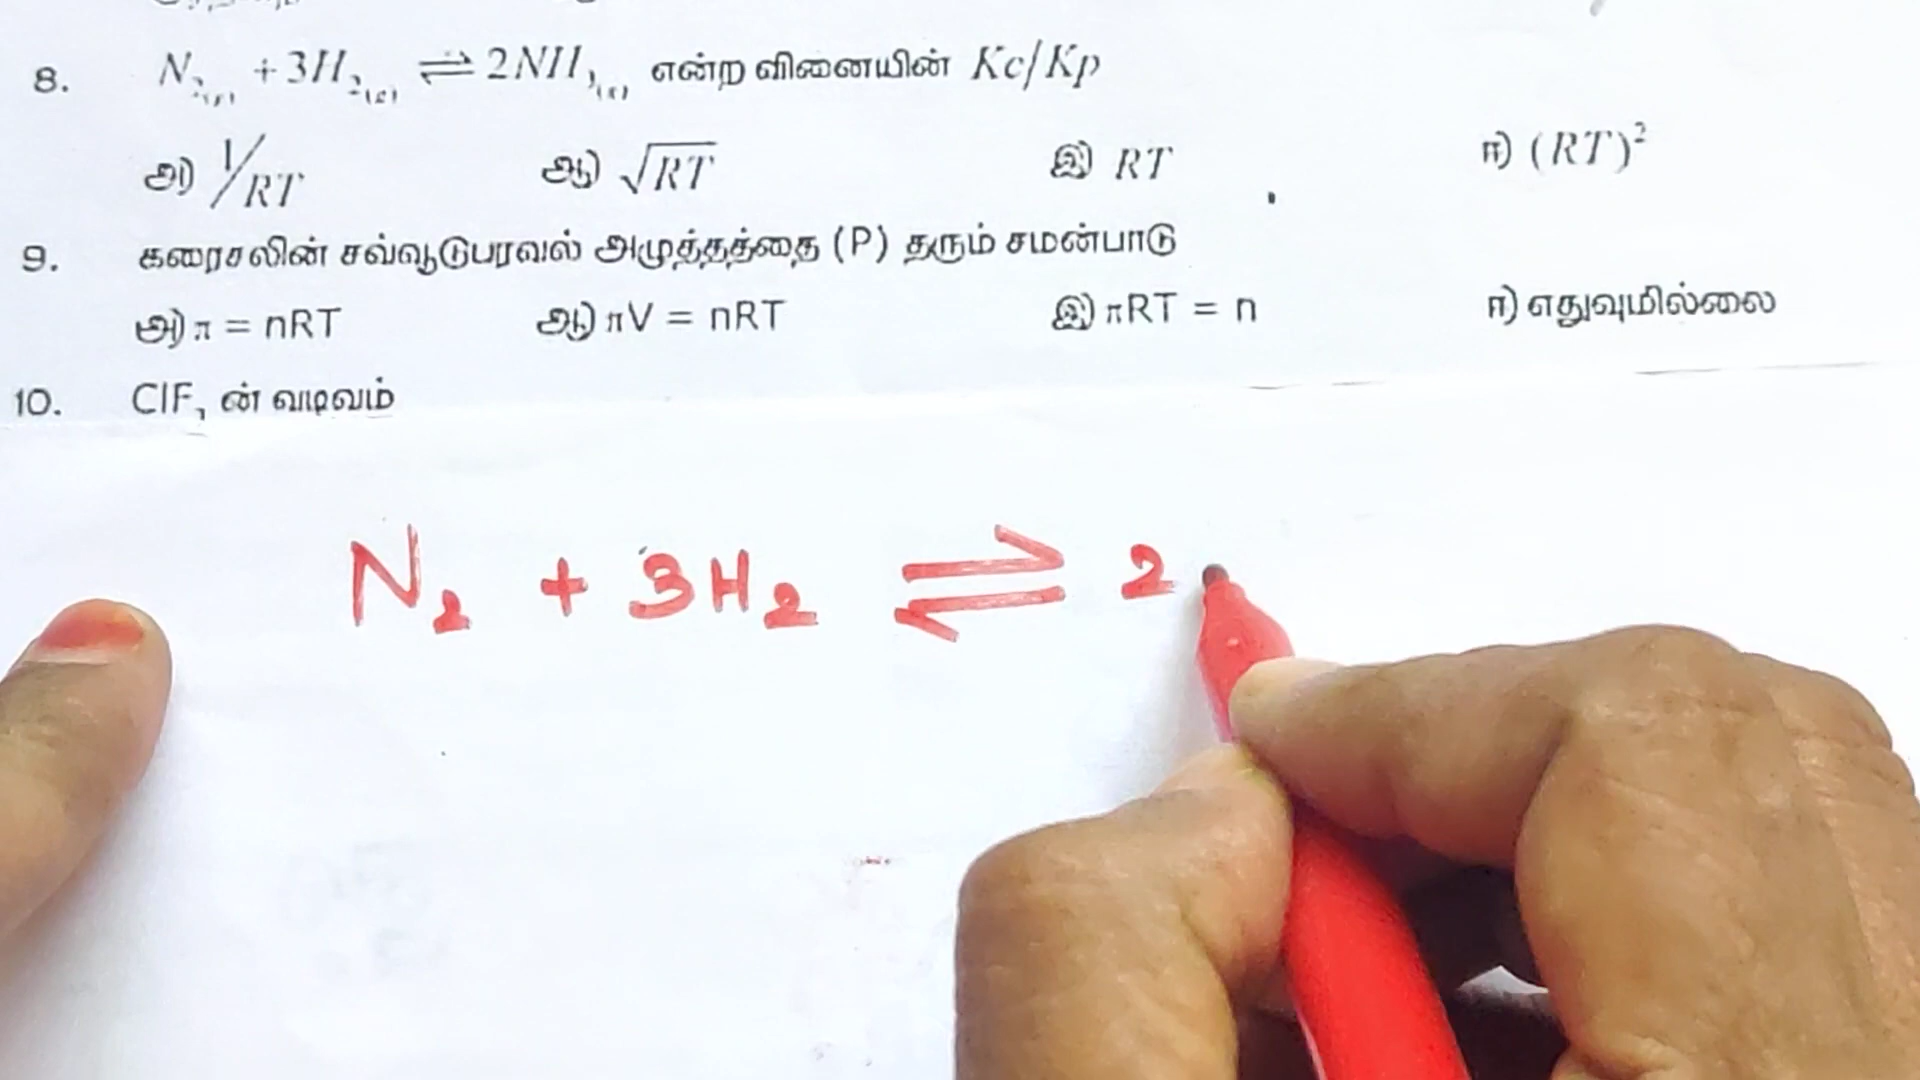 8. N₂₍g₎ + 3H₂₍g₎ ⇌ 2NH₃₍g₎ என்ற வினையின் Kc/Kp
அ) 1/RT ஆ) √RT இ) RT ஈ) (RT)²
9. கரைசலின் சவ்வூடுபரவல் அழுத்தத்தை (P) தரும் சமன்பாடு
அ) π = nRT ஆ) πV = nRT இ) πRT = n ஈ) எதுவுமில்லை
10. ClF₃ ன் வடிவம்
N₂ + 3H₂ ⇌ 2